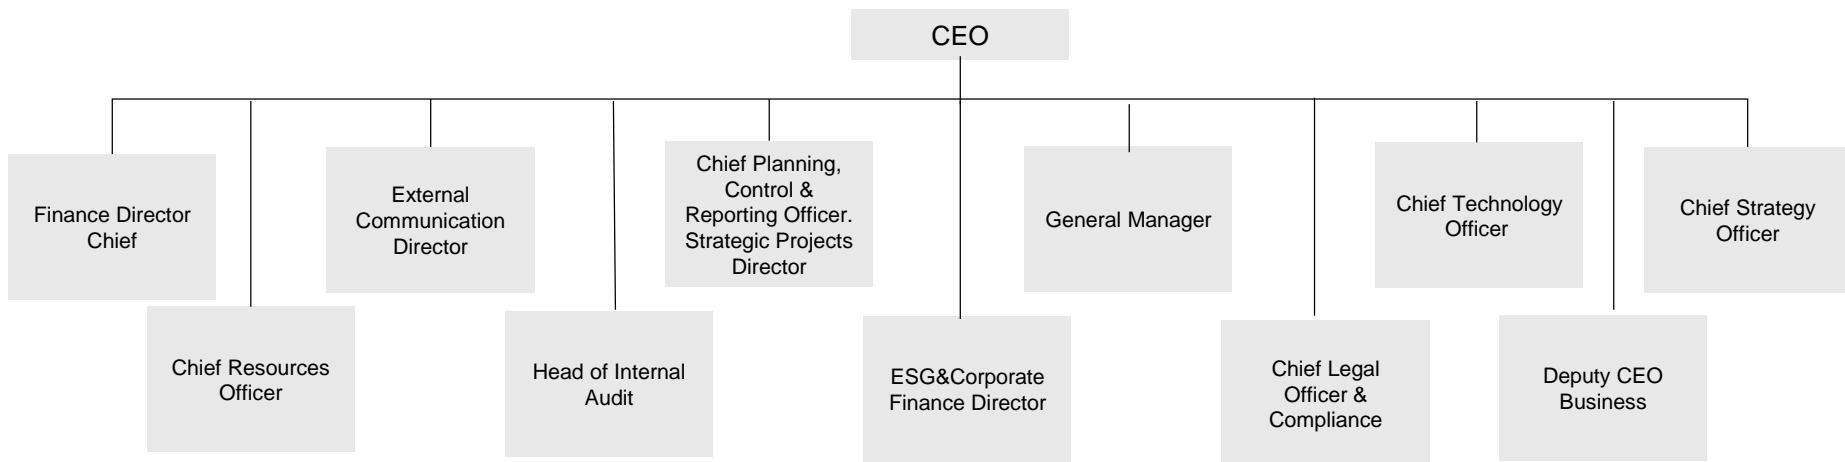 CEO
Finance Director
Chief
External
Communication
Director
Chief Planning,
Control &
Reporting Officer.
Strategic Projects
Director
General Manager
Chief Technology
Officer
Chief Strategy
Officer
Chief Resources
Officer
Head of Internal
Audit
ESG&Corporate
Finance Director
Chief Legal
Officer &
Compliance
Deputy CEO
Business